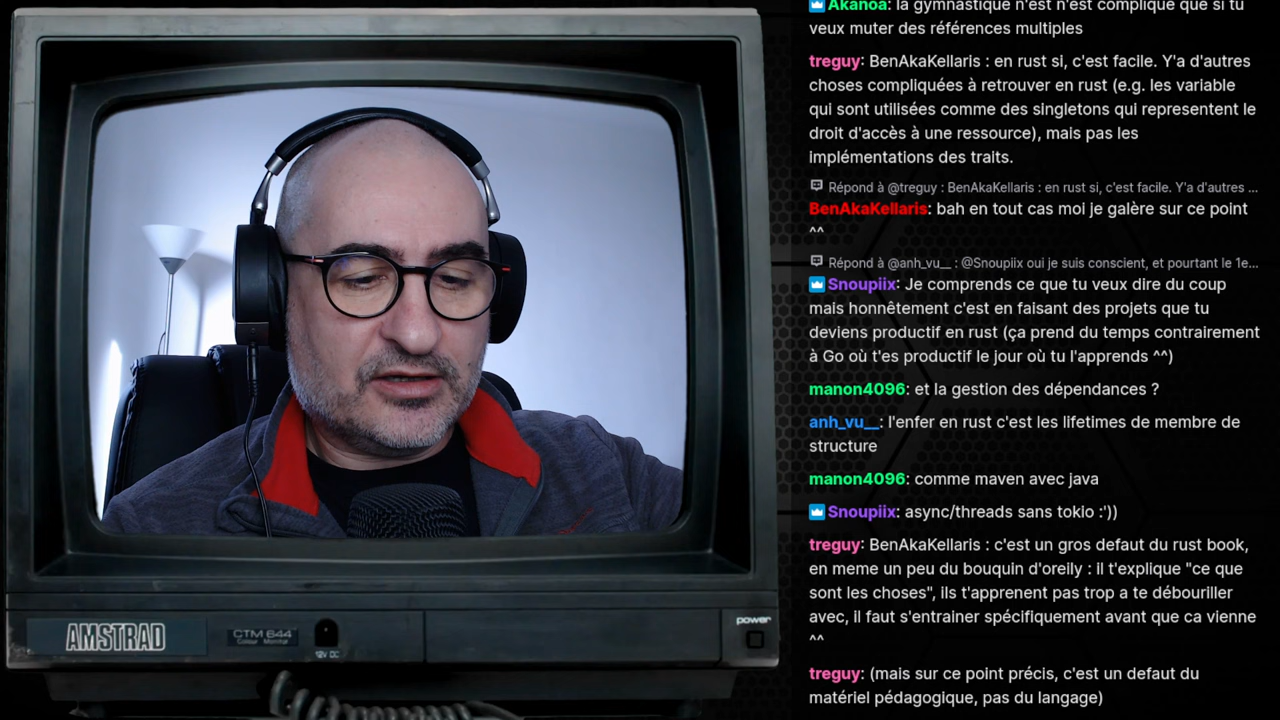 Akanoa: la gymnastique n'est n'est compliqué que si tu
veux muter des références multiples
treguy: BenAkaKellaris : en rust si, c'est facile. Y'a d'autres
choses compliquées à retrouver en rust (e.g. les variable
qui sont utilisées comme des singletons qui representent le
droit d'accès à une ressource), mais pas les
implémentations des traits.
Répond à @treguy : BenAkaKellaris : en rust si, c'est facile. Y'a d'autres ...
BenAkaKellaris: bah en tout cas moi je galère sur ce point
^^
Répond à @anh_vu__ : @Snoupiix oui je suis conscient, et pourtant le 1e...
Snoupiix: Je comprends ce que tu veux dire du coup
mais honnêtement c'est en faisant des projets que tu
deviens productif en rust (ça prend du temps contrairement
à Go où t'es productif le jour où tu l'apprends ^^)
manon4096: et la gestion des dépendances ?
anh_vu__: l'enfer en rust c'est les lifetimes de membre de
structure
manon4096: comme maven avec java
Snoupiix: async/threads sans tokio :'))
treguy: BenAkaKellaris : c'est un gros defaut du rust book,
en meme un peu du bouquin d'oreily : il t'explique "ce que
sont les choses", ils t'apprenent pas trop a te débouriller
avec, il faut s'entrainer spécifiquement avant que ca vienne
^^
treguy: (mais sur ce point précis, c'est un defaut du
matériel pédagogique, pas du langage)
AMSTRAD
CTM 644
Colour Monitor
12V DC
power